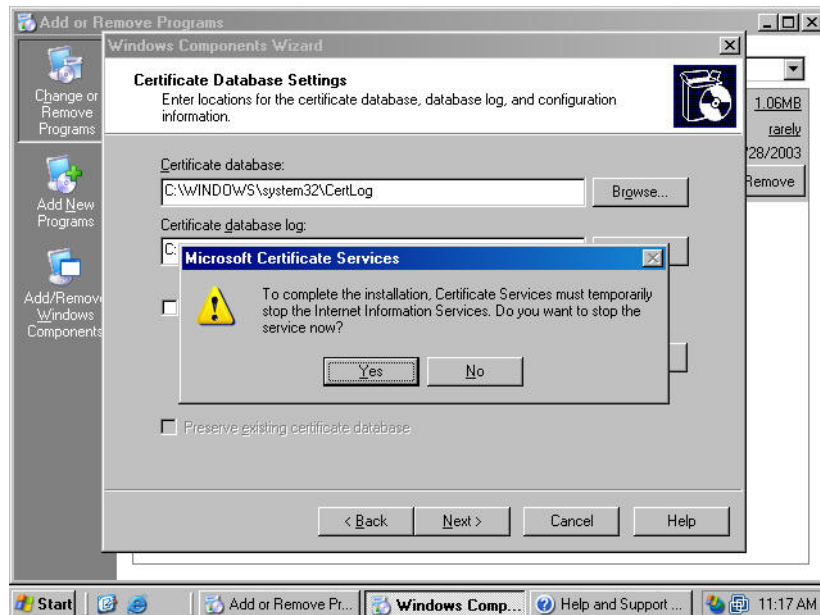 Add or Remove Programs
Windows Components Wizard
Certificate Database Settings
Enter locations for the certificate database, database log, and configuration
information.
Change or
Remove
Programs
Add New
Programs
Add/Remove
Windows
Components
1.06MB
rarely
28/2003
Remove
Certificate database:
C:\WINDOWS\system32\CertLog
Browse...
Certificate database log:
C:
Microsoft Certificate Services
To complete the installation, Certificate Services must temporarily
stop the Internet Information Services. Do you want to stop the
service now?
Yes
No
Preserve existing certificate database
< Back
Next >
Cancel
Help
Start
Add or Remove Pr...
Windows Comp...
Help and Support ...
11:17 AM